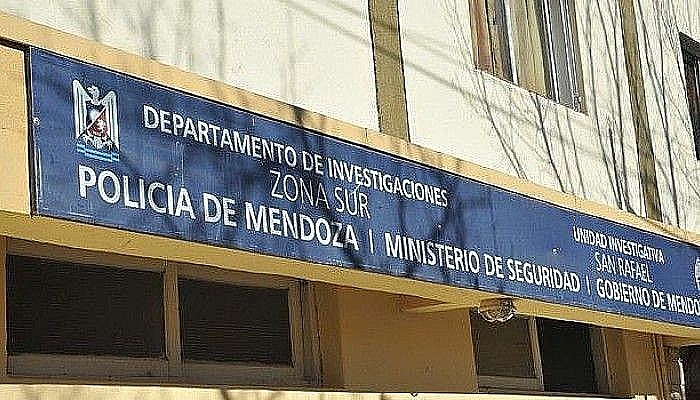 DEPARTAMENTO DE INVESTIGACIONES
ZONA SUR
POLICIA DE MENDOZA | MINISTERIO DE SEGURIDAD | GOBIERNO DE MENDO
UNIDAD INVESTIGATIVA
SAN RAFAEL